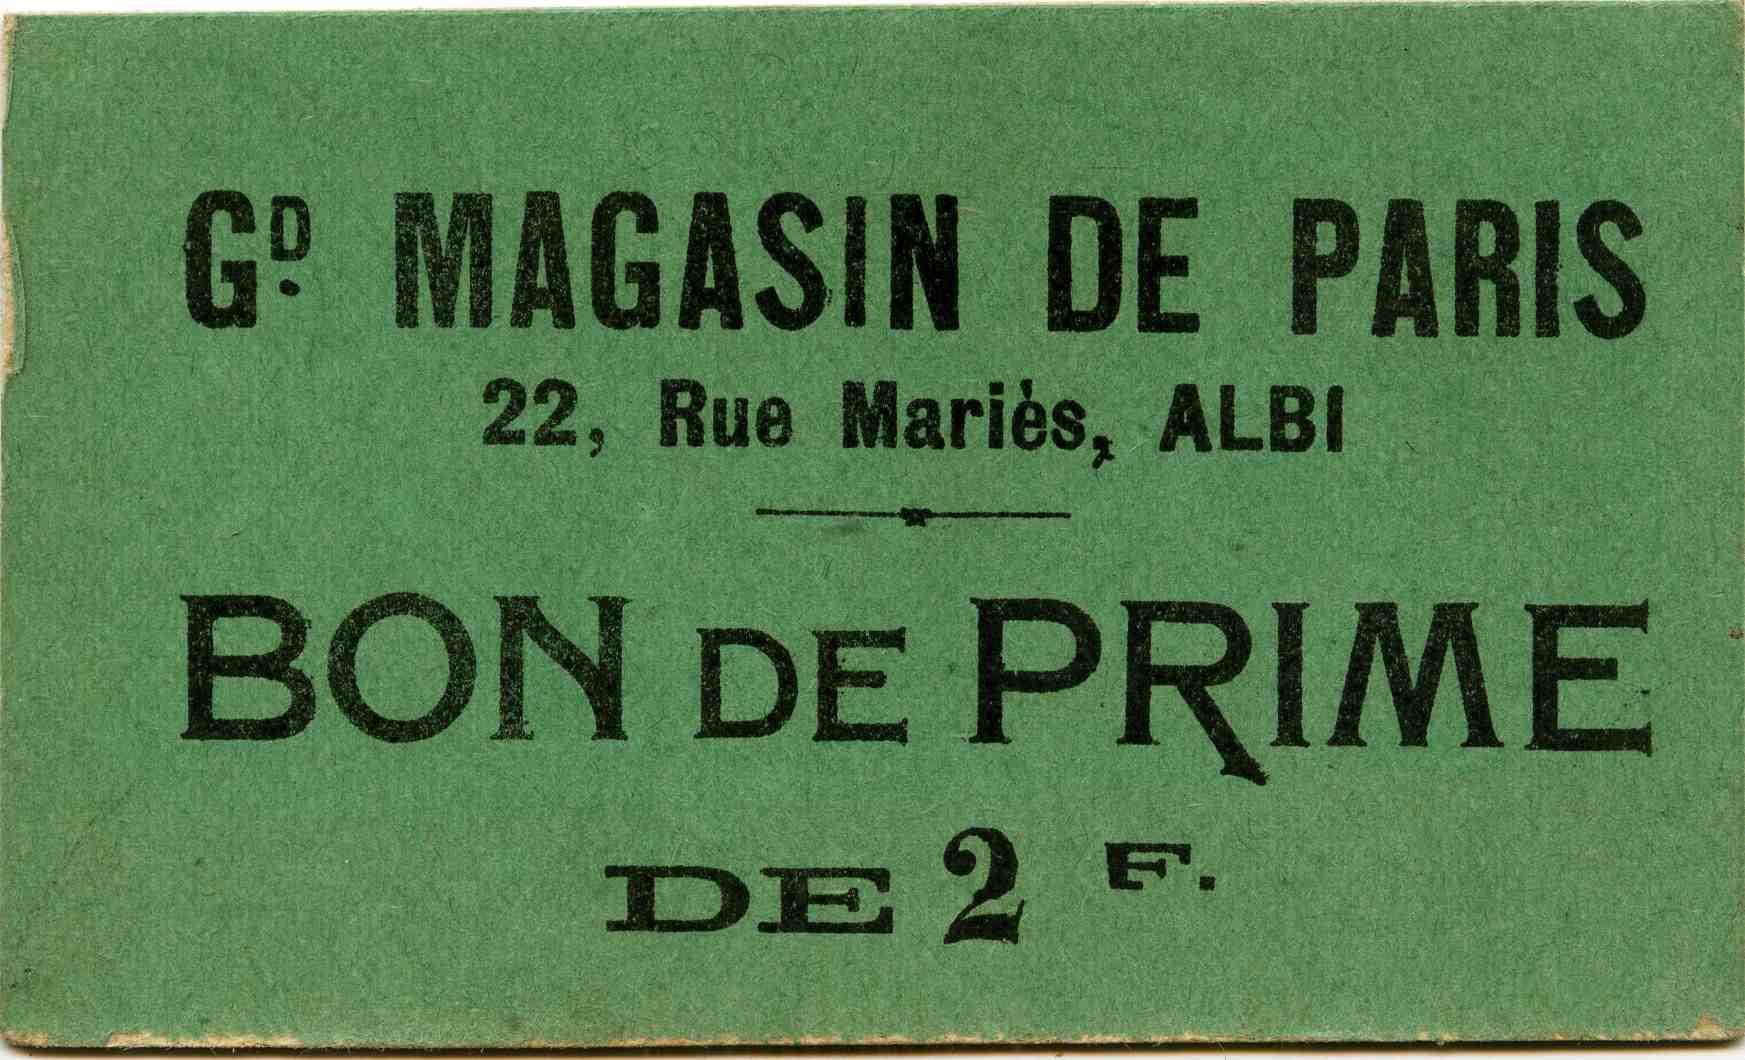 GD. MAGASIN DE PARIS
22, Rue Mariès, ALBI
BON DE PRIME
DE 2 F.